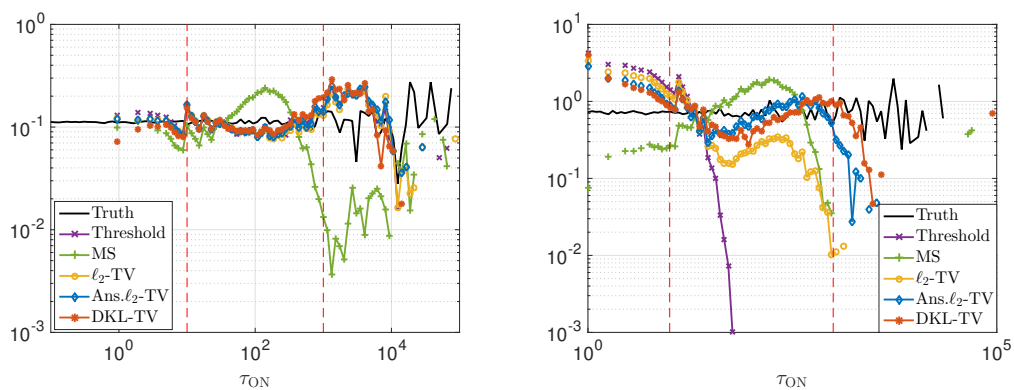 10^0
10^-1
10^-2
10^-3
10^0
10^2
10^4
τ_ON
Truth
Threshold
MS
ℓ_2-TV
Ans.ℓ_2-TV
DKL-TV
10^1
10^0
10^-1
10^-2
10^-3
10^0
10^5
τ_ON
Truth
Threshold
MS
ℓ_2-TV
Ans.ℓ_2-TV
DKL-TV